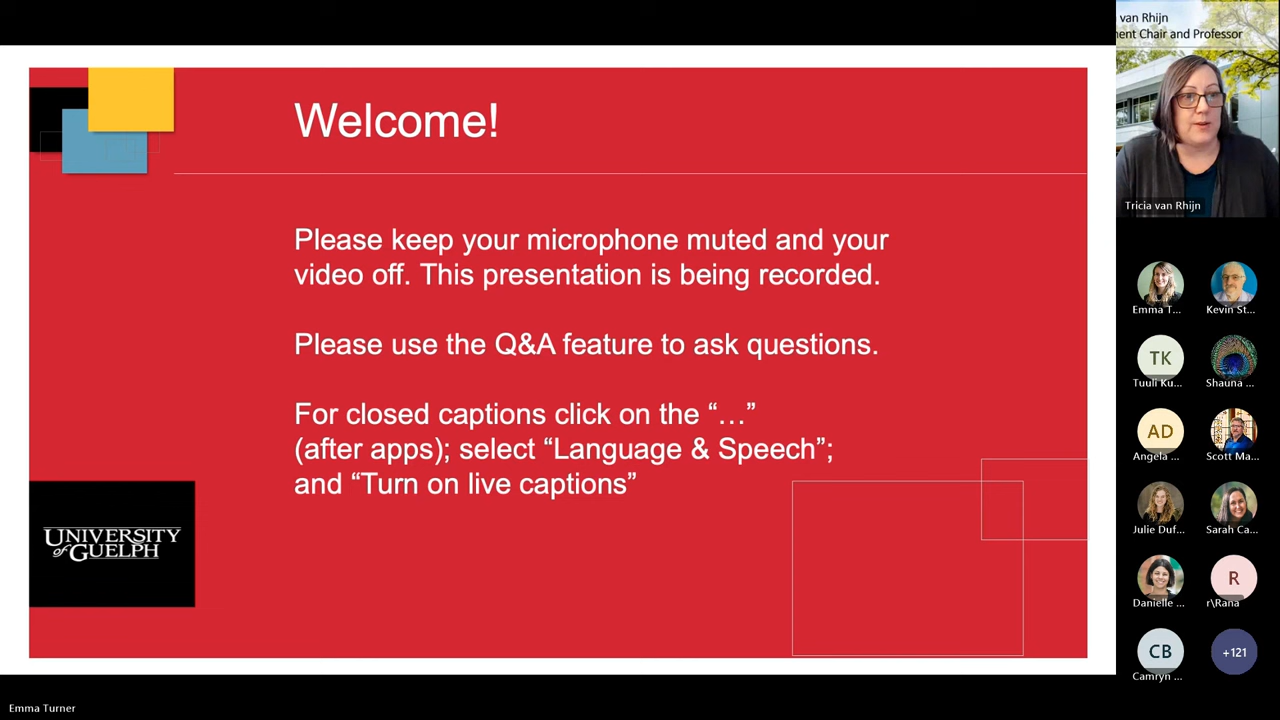 Welcome!
Please keep your microphone muted and your
video off. This presentation is being recorded.
Please use the Q&A feature to ask questions.
For closed captions click on the “…”
(after apps); select “Language & Speech”;
and “Turn on live captions”
UNIVERSITY
of GUELPH
van Rhijn
ent Chair and Professor
Tricia van Rhijn
Emma T...
Kevin St...
TK
Tuuli Ku...
Shauna ...
AD
Angela ...
Scott Ma...
Julie Duf...
Sarah Ca...
Danielle ...
R
r\Rana
CB
Camryn ...
+121
Emma Turner